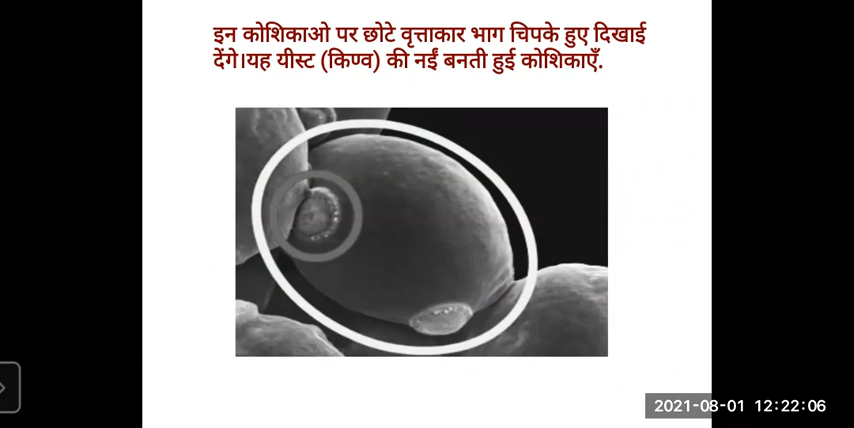 इन कोशिकाओ पर छोटे वृत्ताकार भाग चिपके हुए दिखाई
देंगे।यह यीस्ट (किण्व) की नईं बनती हुई कोशिकाएँ.
2021-08-01 12:22:06